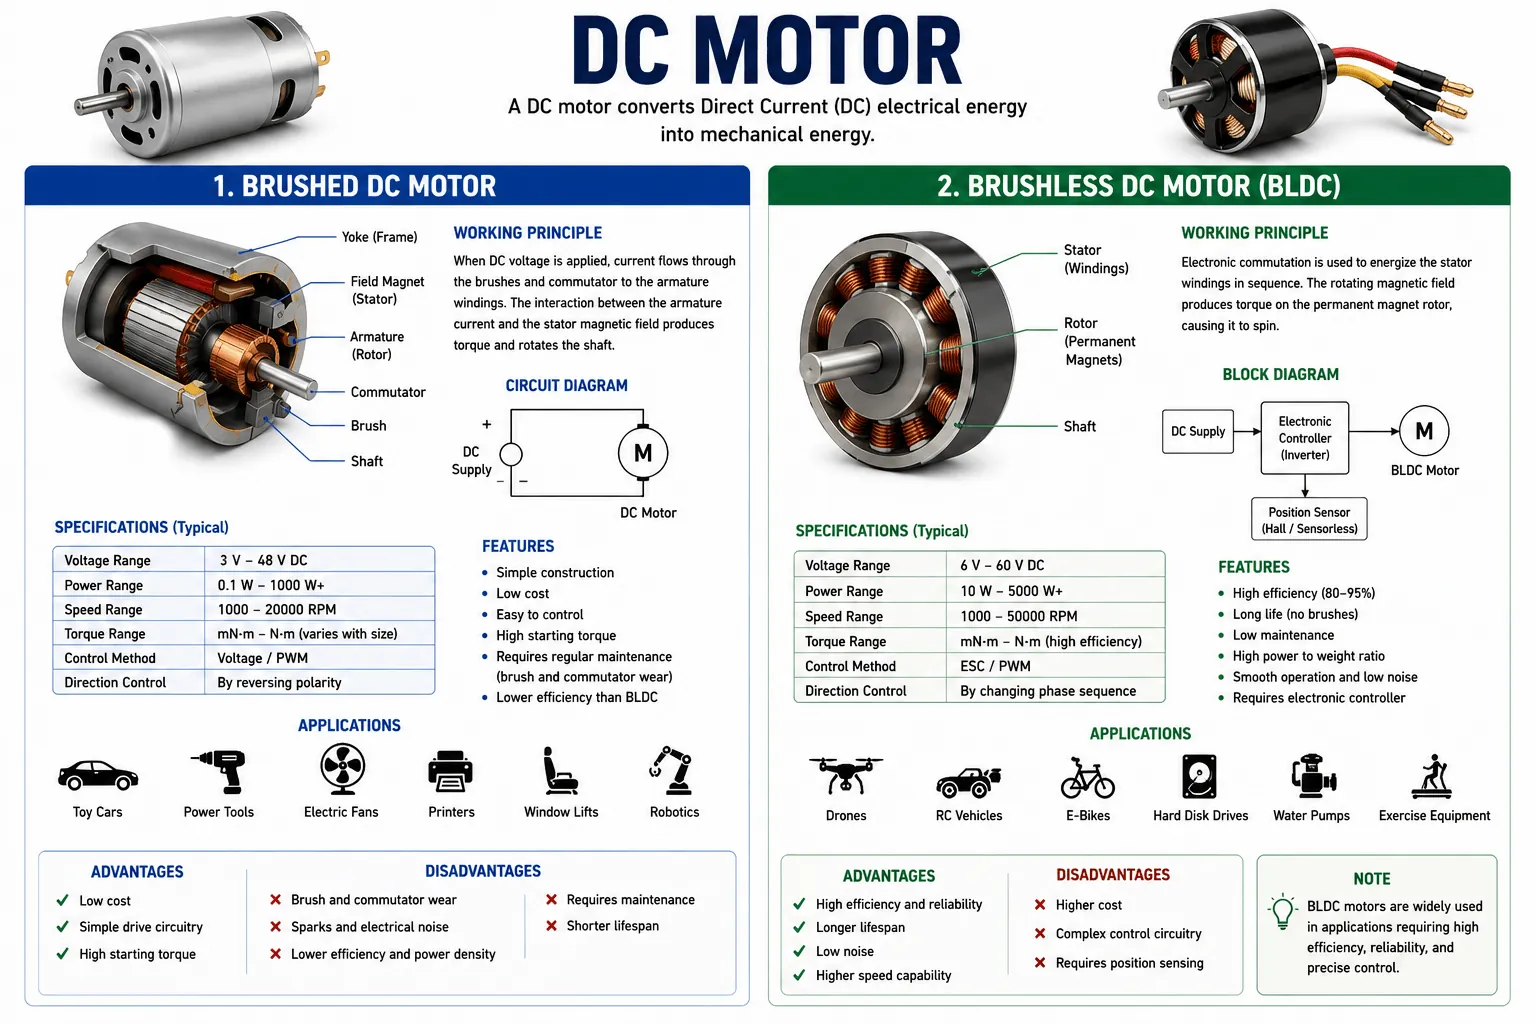 DC MOTOR
A DC motor converts Direct Current (DC) electrical energy
into mechanical energy.
1. BRUSHED DC MOTOR
Yoke (Frame)
Field Magnet
(Stator)
Armature
(Rotor)
Commutator
Brush
Shaft
WORKING PRINCIPLE
When DC voltage is applied, current flows through
the brushes and commutator to the armature
windings. The interaction between the armature
current and the stator magnetic field produces
torque and rotates the shaft.
CIRCUIT DIAGRAM
+
DC
Supply
– –
M
DC Motor
SPECIFICATIONS (Typical)
Voltage Range 3 V – 48 V DC
Power Range 0.1 W – 1000 W+
Speed Range 1000 – 20000 RPM
Torque Range mN·m – N·m (varies with size)
Control Method Voltage / PWM
Direction Control By reversing polarity
FEATURES
• Simple construction
• Low cost
• Easy to control
• High starting torque
• Requires regular maintenance
(brush and commutator wear)
• Lower efficiency than BLDC
APPLICATIONS
Toy Cars
Power Tools
Electric Fans
Printers
Window Lifts
Robotics
ADVANTAGES
✓ Low cost
✓ Simple drive circuitry
✓ High starting torque
DISADVANTAGES
✗ Brush and commutator wear
✗ Sparks and electrical noise
✗ Lower efficiency and power density
✗ Requires maintenance
✗ Shorter lifespan
2. BRUSHLESS DC MOTOR (BLDC)
Stator
(Windings)
Rotor
(Permanent
Magnets)
Shaft
WORKING PRINCIPLE
Electronic commutation is used to energize the stator
windings in sequence. The rotating magnetic field
produces torque on the permanent magnet rotor,
causing it to spin.
BLOCK DIAGRAM
DC Supply
Electronic
Controller
(Inverter)
M
BLDC Motor
Position Sensor
(Hall / Sensorless)
SPECIFICATIONS (Typical)
Voltage Range 6 V – 60 V DC
Power Range 10 W – 5000 W+
Speed Range 1000 – 50000 RPM
Torque Range mN·m – N·m (high efficiency)
Control Method ESC / PWM
Direction Control By changing phase sequence
FEATURES
• High efficiency (80–95%)
• Long life (no brushes)
• Low maintenance
• High power to weight ratio
• Smooth operation and low noise
• Requires electronic controller
APPLICATIONS
Drones
RC Vehicles
E-Bikes
Hard Disk Drives
Water Pumps
Exercise Equipment
ADVANTAGES
✓ High efficiency and reliability
✓ Longer lifespan
✓ Low noise
✓ Higher speed capability
DISADVANTAGES
✗ Higher cost
✗ Complex control circuitry
✗ Requires position sensing
NOTE
BLDC motors are widely used
in applications requiring high
efficiency, reliability, and
precise control.